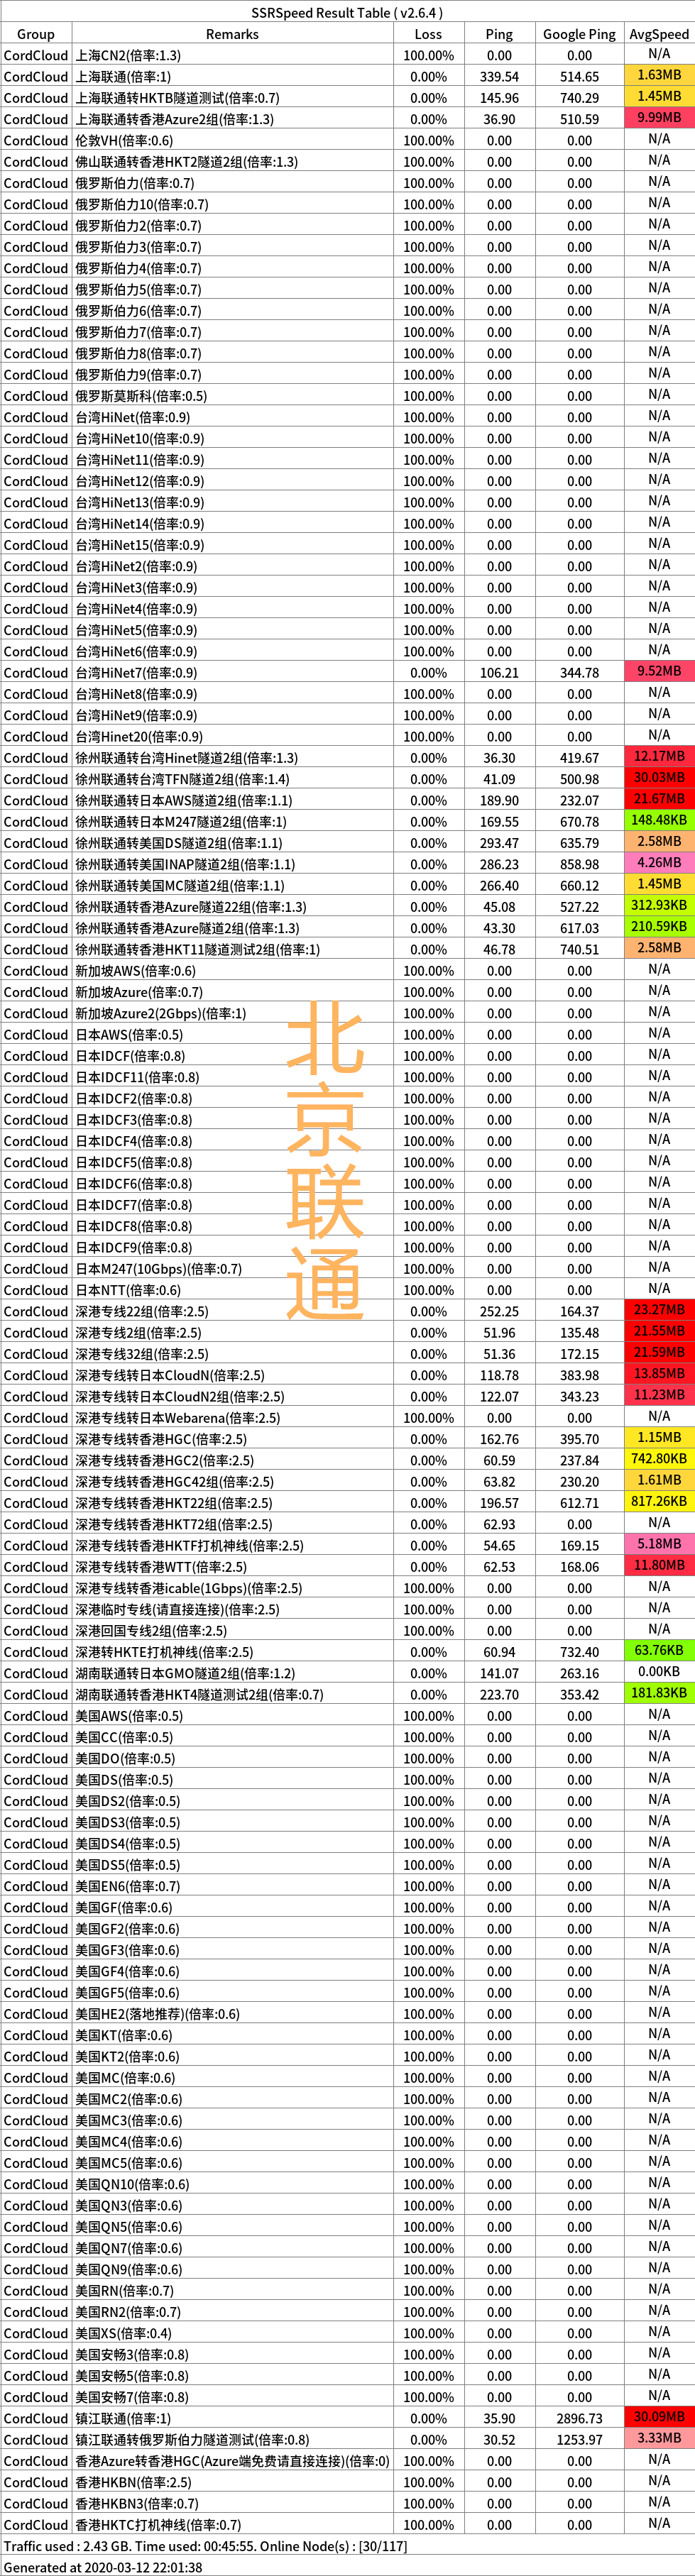 SSRSpeed Result Table ( v2.6.4 )
Group Remarks Loss Ping Google Ping AvgSpeed
CordCloud 上海CN2(倍率:1.3) 100.00% 0.00 0.00 N/A
CordCloud 上海联通(倍率:1) 0.00% 339.54 514.65 1.63MB
CordCloud 上海联通转HKTB隧道测试(倍率:0.7) 0.00% 145.96 740.29 1.45MB
CordCloud 上海联通转香港Azure2组(倍率:1.3) 0.00% 36.90 510.59 9.99MB
CordCloud 伦敦VH(倍率:0.6) 100.00% 0.00 0.00 N/A
CordCloud 佛山联通转香港HKT2隧道2组(倍率:1.3) 100.00% 0.00 0.00 N/A
CordCloud 俄罗斯伯力(倍率:0.7) 100.00% 0.00 0.00 N/A
CordCloud 俄罗斯伯力10(倍率:0.7) 100.00% 0.00 0.00 N/A
CordCloud 俄罗斯伯力2(倍率:0.7) 100.00% 0.00 0.00 N/A
CordCloud 俄罗斯伯力3(倍率:0.7) 100.00% 0.00 0.00 N/A
CordCloud 俄罗斯伯力4(倍率:0.7) 100.00% 0.00 0.00 N/A
CordCloud 俄罗斯伯力5(倍率:0.7) 100.00% 0.00 0.00 N/A
CordCloud 俄罗斯伯力6(倍率:0.7) 100.00% 0.00 0.00 N/A
CordCloud 俄罗斯伯力7(倍率:0.7) 100.00% 0.00 0.00 N/A
CordCloud 俄罗斯伯力8(倍率:0.7) 100.00% 0.00 0.00 N/A
CordCloud 俄罗斯伯力9(倍率:0.7) 100.00% 0.00 0.00 N/A
CordCloud 俄罗斯莫斯科(倍率:0.5) 100.00% 0.00 0.00 N/A
CordCloud 台湾HiNet(倍率:0.9) 100.00% 0.00 0.00 N/A
CordCloud 台湾HiNet10(倍率:0.9) 100.00% 0.00 0.00 N/A
CordCloud 台湾HiNet11(倍率:0.9) 100.00% 0.00 0.00 N/A
CordCloud 台湾HiNet12(倍率:0.9) 100.00% 0.00 0.00 N/A
CordCloud 台湾HiNet13(倍率:0.9) 100.00% 0.00 0.00 N/A
CordCloud 台湾HiNet14(倍率:0.9) 100.00% 0.00 0.00 N/A
CordCloud 台湾HiNet15(倍率:0.9) 100.00% 0.00 0.00 N/A
CordCloud 台湾HiNet2(倍率:0.9) 100.00% 0.00 0.00 N/A
CordCloud 台湾HiNet3(倍率:0.9) 100.00% 0.00 0.00 N/A
CordCloud 台湾HiNet4(倍率:0.9) 100.00% 0.00 0.00 N/A
CordCloud 台湾HiNet5(倍率:0.9) 100.00% 0.00 0.00 N/A
CordCloud 台湾HiNet6(倍率:0.9) 100.00% 0.00 0.00 N/A
CordCloud 台湾HiNet7(倍率:0.9) 0.00% 106.21 344.78 9.52MB
CordCloud 台湾HiNet8(倍率:0.9) 100.00% 0.00 0.00 N/A
CordCloud 台湾HiNet9(倍率:0.9) 100.00% 0.00 0.00 N/A
CordCloud 台湾Hinet20(倍率:0.9) 100.00% 0.00 0.00 N/A
CordCloud 徐州联通转台湾Hinet隧道2组(倍率:1.3) 0.00% 36.30 419.67 12.17MB
CordCloud 徐州联通转台湾TFN隧道2组(倍率:1.4) 0.00% 41.09 500.98 30.03MB
CordCloud 徐州联通转日本AWS隧道2组(倍率:1.1) 0.00% 189.90 232.07 21.67MB
CordCloud 徐州联通转日本M247隧道2组(倍率:1) 0.00% 169.55 670.78 148.48KB
CordCloud 徐州联通转美国DS隧道2组(倍率:1.1) 0.00% 293.47 635.79 2.58MB
CordCloud 徐州联通转美国INAP隧道2组(倍率:1.1) 0.00% 286.23 858.98 4.26MB
CordCloud 徐州联通转美国MC隧道2组(倍率:1.1) 0.00% 266.40 660.12 1.45MB
CordCloud 徐州联通转香港Azure隧道22组(倍率:1.3) 0.00% 45.08 527.22 312.93KB
CordCloud 徐州联通转香港Azure隧道2组(倍率:1.3) 0.00% 43.30 617.03 210.59KB
CordCloud 徐州联通转香港HKT11隧道测试2组(倍率:1) 0.00% 46.78 740.51 2.58MB
CordCloud 新加坡AWS(倍率:0.6) 100.00% 0.00 0.00 N/A
CordCloud 新加坡Azure(倍率:0.7) 100.00% 0.00 0.00 N/A
CordCloud 新加坡Azure2(2Gbps)(倍率:1) 100.00% 0.00 0.00 N/A
CordCloud 日本AWS(倍率:0.5) 100.00% 0.00 0.00 N/A
CordCloud 日本IDCF(倍率:0.8) 100.00% 0.00 0.00 N/A
CordCloud 日本IDCF11(倍率:0.8) 100.00% 0.00 0.00 N/A
CordCloud 日本IDCF2(倍率:0.8) 100.00% 0.00 0.00 N/A
CordCloud 日本IDCF3(倍率:0.8) 100.00% 0.00 0.00 N/A
CordCloud 日本IDCF4(倍率:0.8) 100.00% 0.00 0.00 N/A
CordCloud 日本IDCF5(倍率:0.8) 100.00% 0.00 0.00 N/A
CordCloud 日本IDCF6(倍率:0.8) 100.00% 0.00 0.00 N/A
CordCloud 日本IDCF7(倍率:0.8) 100.00% 0.00 0.00 N/A
CordCloud 日本IDCF8(倍率:0.8) 100.00% 0.00 0.00 N/A
CordCloud 日本IDCF9(倍率:0.8) 100.00% 0.00 0.00 N/A
CordCloud 日本M247(10Gbps)(倍率:0.7) 100.00% 0.00 0.00 N/A
CordCloud 日本NTT(倍率:0.6) 100.00% 0.00 0.00 N/A
北京联通
CordCloud 深港专线22组(倍率:2.5) 0.00% 252.25 164.37 23.27MB
CordCloud 深港专线2组(倍率:2.5) 0.00% 51.96 135.48 21.55MB
CordCloud 深港专线32组(倍率:2.5) 0.00% 51.36 172.15 21.59MB
CordCloud 深港专线转日本CloudN(倍率:2.5) 0.00% 118.78 383.98 13.85MB
CordCloud 深港专线转日本CloudN2组(倍率:2.5) 0.00% 122.07 343.23 11.23MB
CordCloud 深港专线转日本Webarena(倍率:2.5) 100.00% 0.00 0.00 N/A
CordCloud 深港专线转香港HGC(倍率:2.5) 0.00% 162.76 395.70 1.15MB
CordCloud 深港专线转香港HGC2(倍率:2.5) 0.00% 60.59 237.84 742.80KB
CordCloud 深港专线转香港HGC42组(倍率:2.5) 0.00% 63.82 230.20 1.61MB
CordCloud 深港专线转香港HKT22组(倍率:2.5) 0.00% 196.57 612.71 817.26KB
CordCloud 深港专线转香港HKT72组(倍率:2.5) 0.00% 62.93 0.00 N/A
CordCloud 深港专线转香港HKTF打机神线(倍率:2.5) 0.00% 54.65 169.15 5.18MB
CordCloud 深港专线转香港WTT(倍率:2.5) 0.00% 62.53 168.06 11.80MB
CordCloud 深港专线转香港icable(1Gbps)(倍率:2.5) 100.00% 0.00 0.00 N/A
CordCloud 深港临时专线(请直接连接)(倍率:2.5) 100.00% 0.00 0.00 N/A
CordCloud 深港回国专线2组(倍率:2.5) 100.00% 0.00 0.00 N/A
CordCloud 深港转HKTE打机神线(倍率:2.5) 0.00% 60.94 732.40 63.76KB
CordCloud 湖南联通转日本GMO隧道2组(倍率:1.2) 0.00% 141.07 263.16 0.00KB
CordCloud 湖南联通转香港HKT4隧道测试2组(倍率:0.7) 0.00% 223.70 353.42 181.83KB
CordCloud 美国AWS(倍率:0.5) 100.00% 0.00 0.00 N/A
CordCloud 美国CC(倍率:0.5) 100.00% 0.00 0.00 N/A
CordCloud 美国DO(倍率:0.5) 100.00% 0.00 0.00 N/A
CordCloud 美国DS(倍率:0.5) 100.00% 0.00 0.00 N/A
CordCloud 美国DS2(倍率:0.5) 100.00% 0.00 0.00 N/A
CordCloud 美国DS3(倍率:0.5) 100.00% 0.00 0.00 N/A
CordCloud 美国DS4(倍率:0.5) 100.00% 0.00 0.00 N/A
CordCloud 美国DS5(倍率:0.5) 100.00% 0.00 0.00 N/A
CordCloud 美国EN6(倍率:0.7) 100.00% 0.00 0.00 N/A
CordCloud 美国GF(倍率:0.6) 100.00% 0.00 0.00 N/A
CordCloud 美国GF2(倍率:0.6) 100.00% 0.00 0.00 N/A
CordCloud 美国GF3(倍率:0.6) 100.00% 0.00 0.00 N/A
CordCloud 美国GF4(倍率:0.6) 100.00% 0.00 0.00 N/A
CordCloud 美国GF5(倍率:0.6) 100.00% 0.00 0.00 N/A
CordCloud 美国HE2(落地推荐)(倍率:0.6) 100.00% 0.00 0.00 N/A
CordCloud 美国KT(倍率:0.6) 100.00% 0.00 0.00 N/A
CordCloud 美国KT2(倍率:0.6) 100.00% 0.00 0.00 N/A
CordCloud 美国MC(倍率:0.6) 100.00% 0.00 0.00 N/A
CordCloud 美国MC2(倍率:0.6) 100.00% 0.00 0.00 N/A
CordCloud 美国MC3(倍率:0.6) 100.00% 0.00 0.00 N/A
CordCloud 美国MC4(倍率:0.6) 100.00% 0.00 0.00 N/A
CordCloud 美国MC5(倍率:0.6) 100.00% 0.00 0.00 N/A
CordCloud 美国QN10(倍率:0.6) 100.00% 0.00 0.00 N/A
CordCloud 美国QN3(倍率:0.6) 100.00% 0.00 0.00 N/A
CordCloud 美国QN5(倍率:0.6) 100.00% 0.00 0.00 N/A
CordCloud 美国QN7(倍率:0.6) 100.00% 0.00 0.00 N/A
CordCloud 美国QN9(倍率:0.6) 100.00% 0.00 0.00 N/A
CordCloud 美国RN(倍率:0.7) 100.00% 0.00 0.00 N/A
CordCloud 美国RN2(倍率:0.7) 100.00% 0.00 0.00 N/A
CordCloud 美国XS(倍率:0.4) 100.00% 0.00 0.00 N/A
CordCloud 美国安畅3(倍率:0.8) 100.00% 0.00 0.00 N/A
CordCloud 美国安畅5(倍率:0.8) 100.00% 0.00 0.00 N/A
CordCloud 美国安畅7(倍率:0.8) 100.00% 0.00 0.00 N/A
CordCloud 镇江联通(倍率:1) 0.00% 35.90 2896.73 30.09MB
CordCloud 镇江联通转俄罗斯伯力隧道测试(倍率:0.8) 0.00% 30.52 1253.97 3.33MB
CordCloud 香港Azure转香港HGC(Azure端免费请直接连接)(倍率:0) 100.00% 0.00 0.00 N/A
CordCloud 香港HKBN(倍率:2.5) 100.00% 0.00 0.00 N/A
CordCloud 香港HKBN3(倍率:0.7) 100.00% 0.00 0.00 N/A
CordCloud 香港HKTC打机神线(倍率:0.7) 100.00% 0.00 0.00 N/A
Traffic used : 2.43 GB. Time used: 00:45:55. Online Node(s) : [30/117]
Generated at 2020-03-12 22:01:38